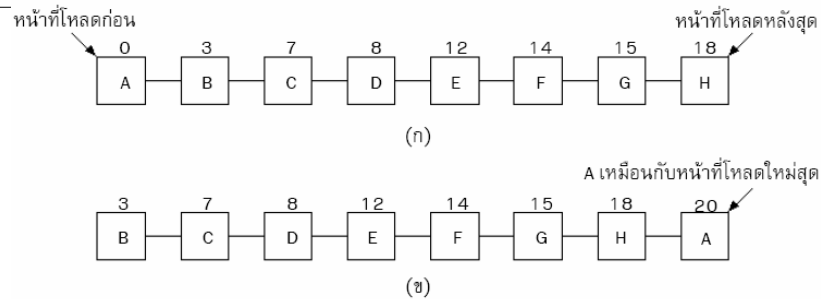 หน้าที่โหลดก่อน หน้าที่โหลดหลังสุด
0 3 7 8 12 14 15 18
A B C D E F G H
(ก)
A เหมือนกับหน้าที่โหลดใหม่สุด
3 7 8 12 14 15 18 20
B C D E F G H A
(ข)